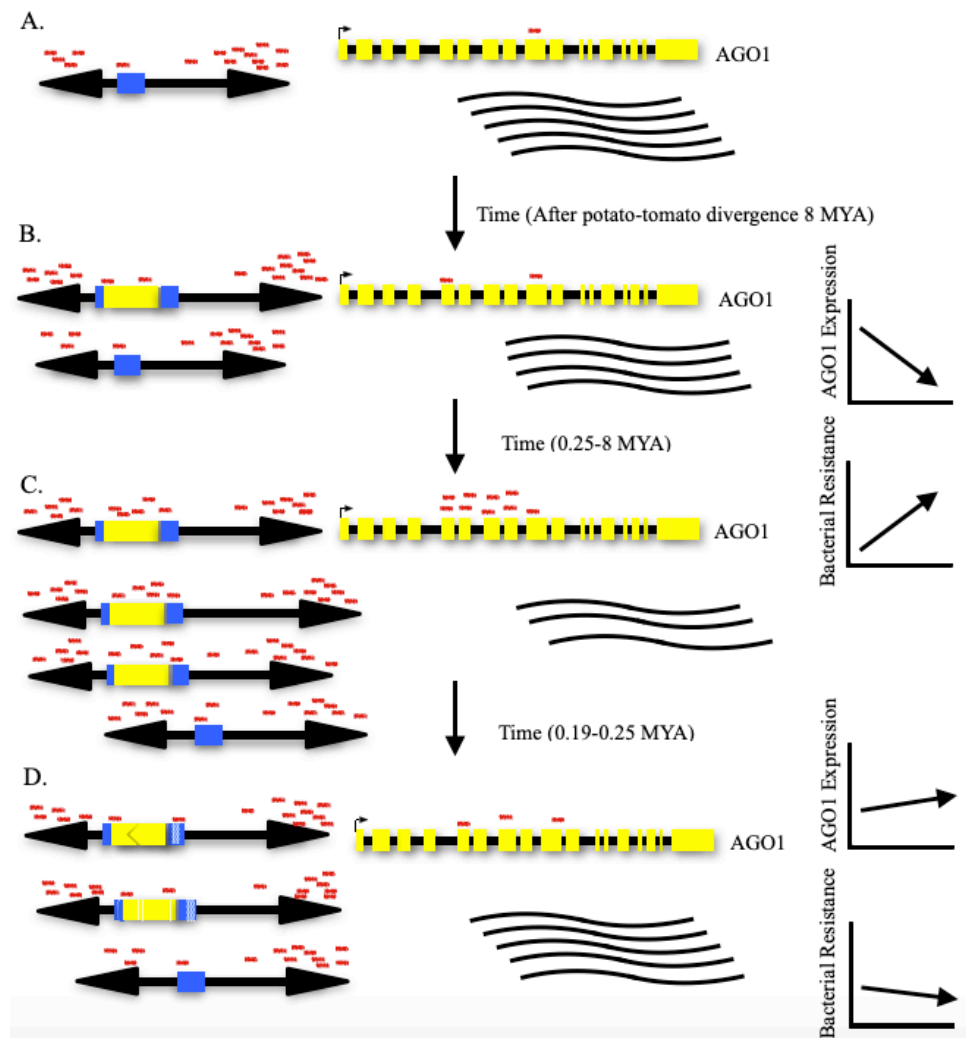 A.
AGO1
Time (After potato-tomato divergence 8 MYA)
B.
AGO1
AGO1 Expression
Time (0.25-8 MYA)
Bacterial Resistance
C.
AGO1
Time (0.19-0.25 MYA)
AGO1 Expression
D.
AGO1
Bacterial Resistance